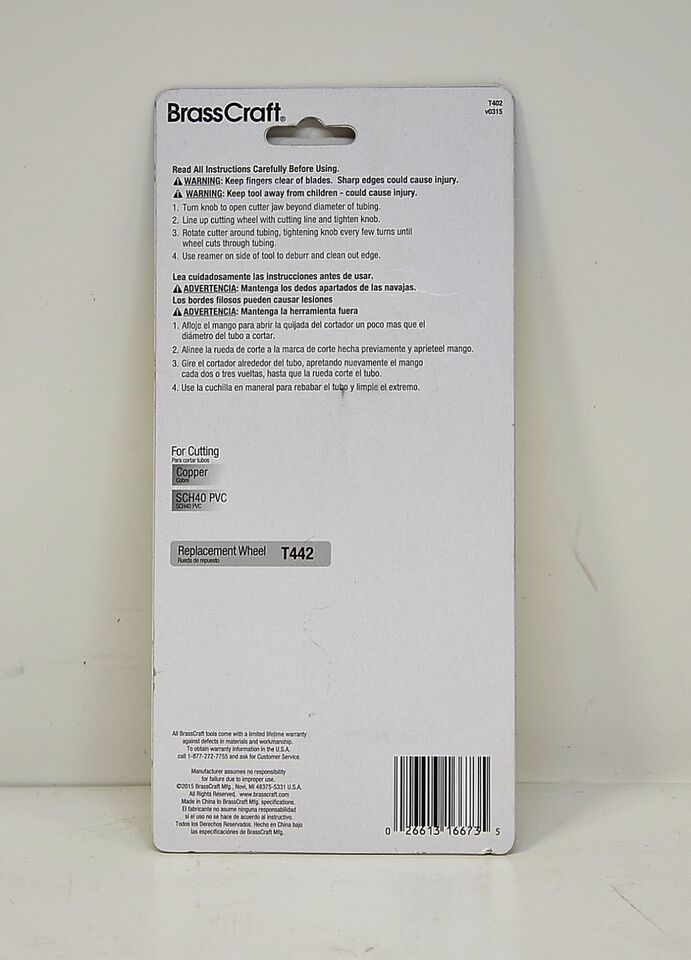 BrassCraft®
T402
v0315
Read All Instructions Carefully Before Using.
⚠ WARNING: Keep fingers clear of blades. Sharp edges could cause injury.
⚠ WARNING: Keep tool away from children - could cause injury.
1. Turn knob to open cutter jaw beyond diameter of tubing.
2. Line up cutting wheel with cutting line and tighten knob.
3. Rotate cutter around tubing, tightening knob every few turns until
wheel cuts through tubing.
4. Use reamer on side of tool to deburr and clean out edge.
Lea cuidadosamente las instrucciones antes de usar.
⚠ ADVERTENCIA: Mantenga los dedos apartados de las navajas.
Los bordes filosos pueden causar lesiones
⚠ ADVERTENCIA: Mantenga la herramienta fuera
1. Afloje el mango para abrir la quijada del cortador un poco mas que el
diámetro del tubo a cortar.
2. Alinee la rueda de corte a la marca de corte hecha previamente y aprieteel mango.
3. Gire el cortador alrededor del tubo, apretando nuevamente el mango
cada dos o tres vueltas, hasta que la rueda corte el tubo.
4. Use la cuchilla en maneral para rebabar el tubo y limpie el extremo.
For Cutting
Para cortar tubos
Copper
Cobre
SCH40 PVC
SCH40 PVC
Replacement Wheel T442
Rueda de repuesto
All BrassCraft tools come with a limited lifetime warranty
against defects in materials and workmanship.
To obtain warranty information in the U.S.A.
call 1-877-272-7755 and ask for Customer Service.
Manufacturer assumes no responsibility
for failure due to improper use.
©2015 BrassCraft Mfg., Novi, MI 48375-5331 U.S.A.
All Rights Reserved. www.brasscraft.com
Made in China to BrassCraft Mfg. specifications.
El fabricante no asume ninguna responsabilidad
si el uso no se hace de acuerdo al instructivo.
Todos los Derechos Reservados. Hecho en China bajo
las especificaciónes de BrassCraft Mfg.
0 26613 16673 5